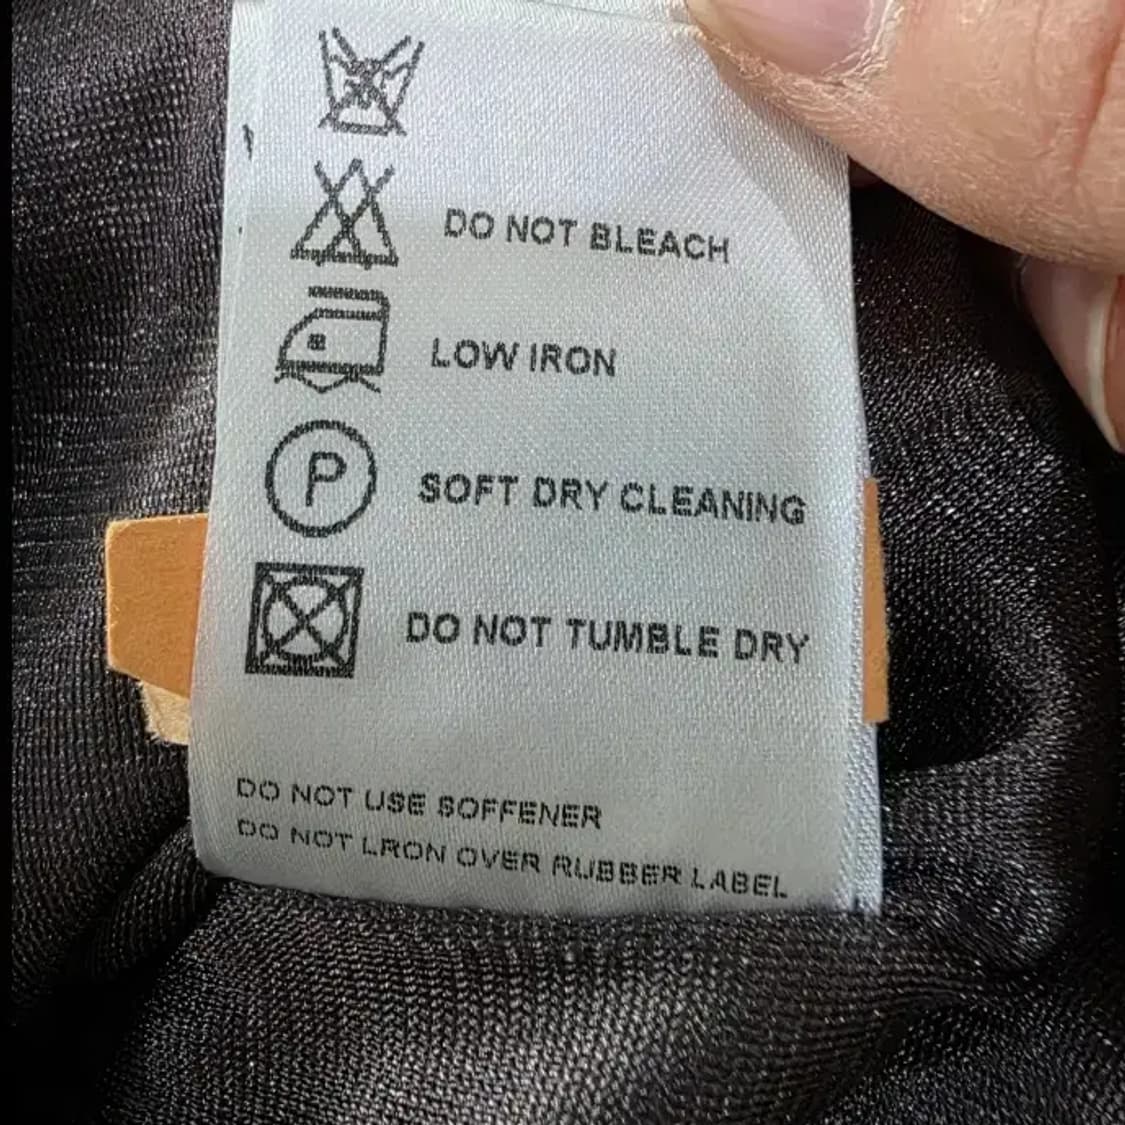 DO NOT BLEACH
LOW IRON
P
SOFT DRY CLEANING
DO NOT TUMBLE DRY
DO NOT USE SOFFENER
DO NOT LRON OVER RUBBER LABEL